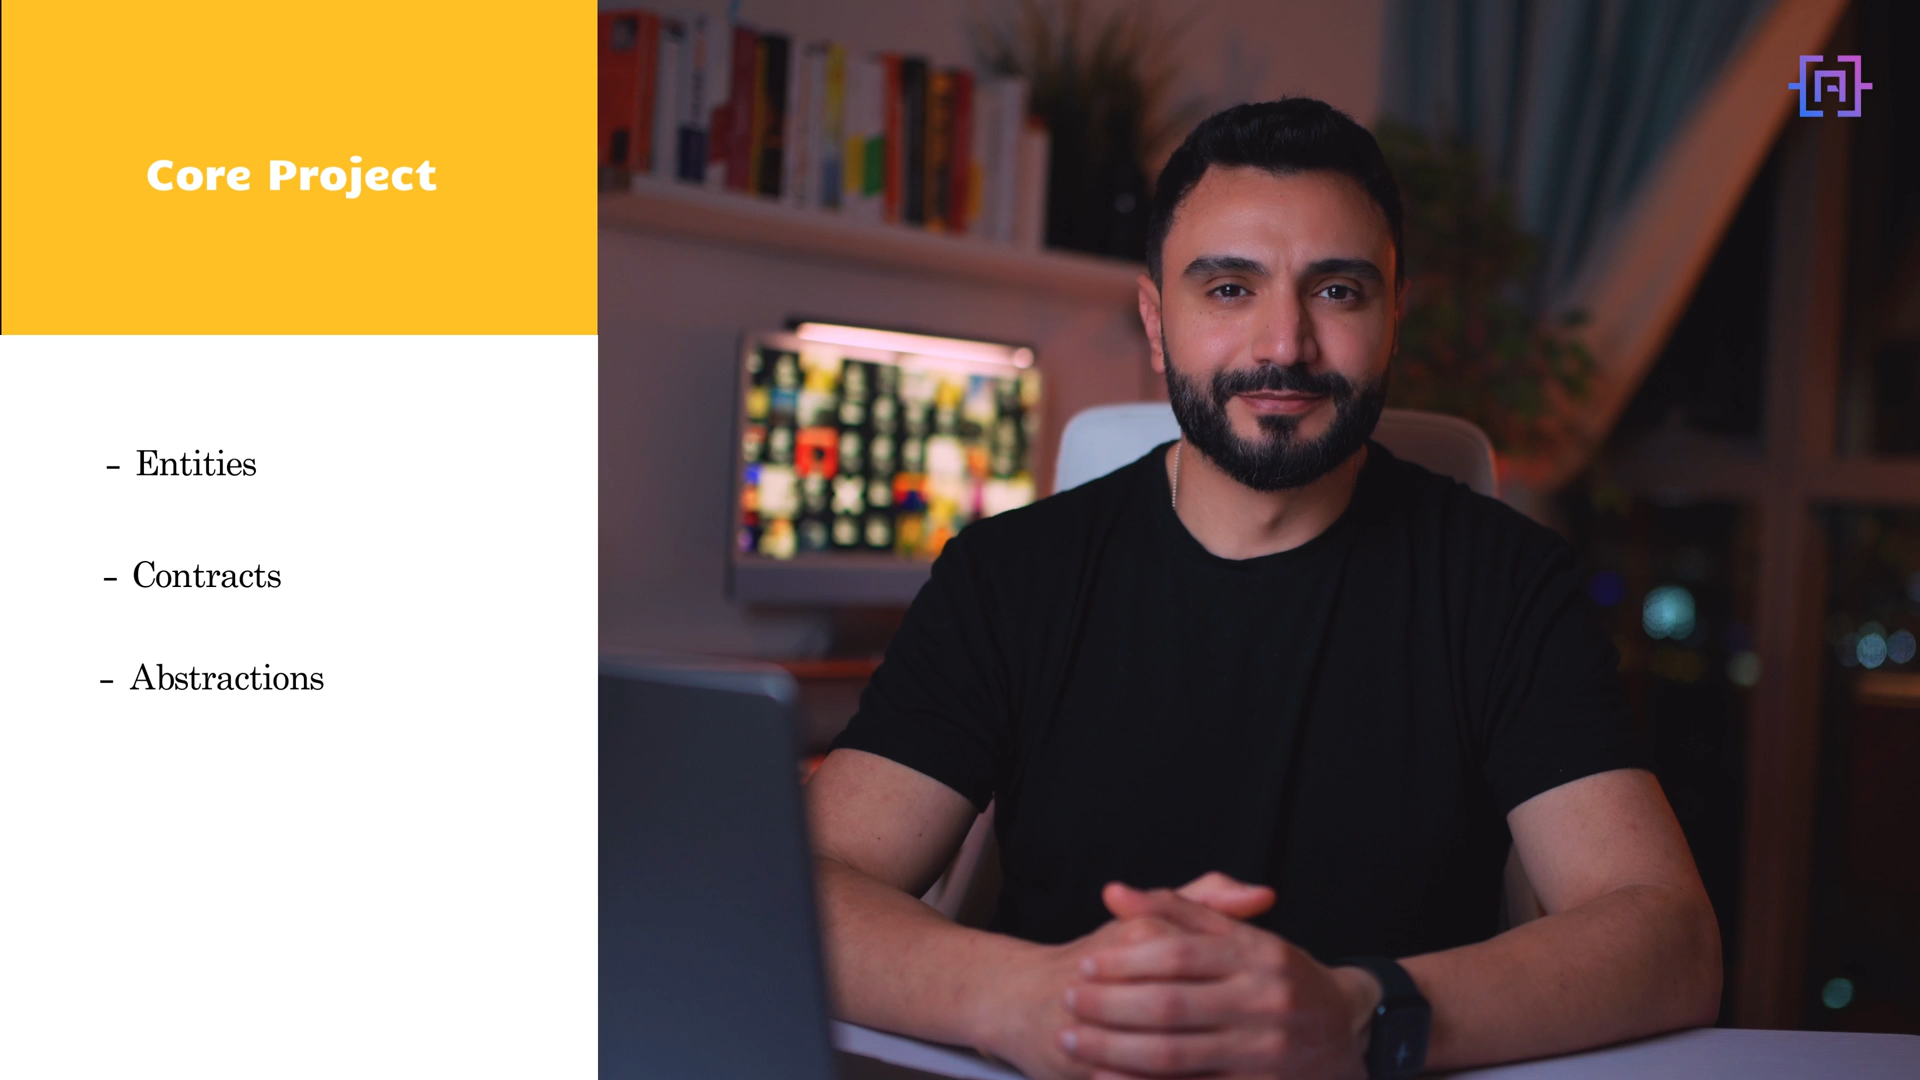 Core Project
- Entities
- Contracts
- Abstractions